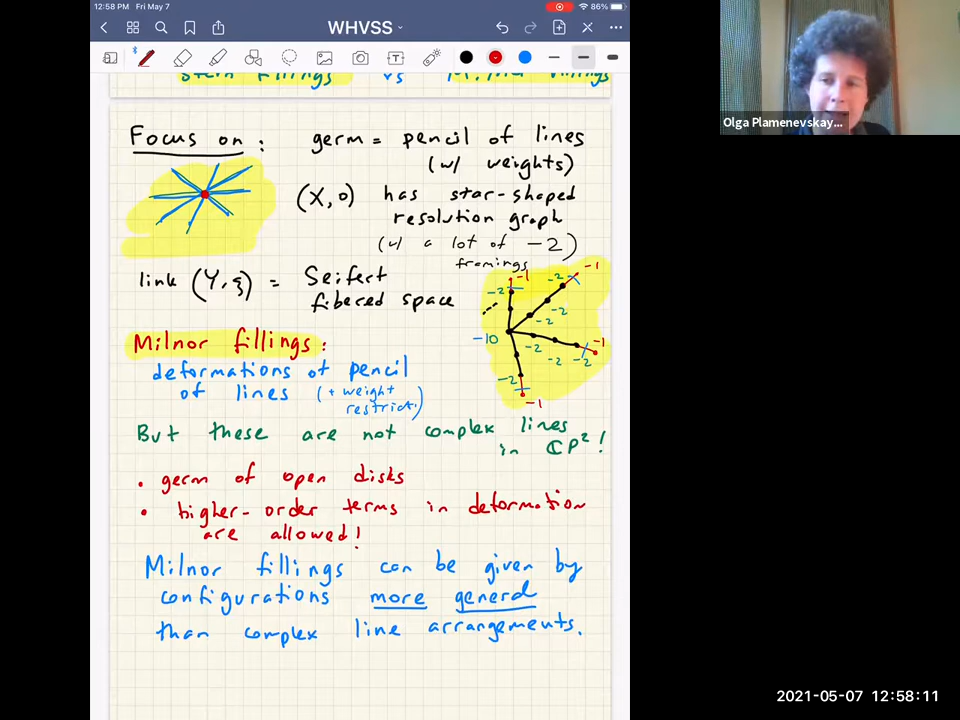 12:58 PM Fri May 7
86%
WHVSS
Focus on: germ = pencil of lines
(w/ weights)
(X,0) has star-shaped
resolution graph
(w/ a lot of -2)
framings
link (Y, ξ) = Seifert
fibered space
-1
-1
-2
-2
-2
-2
-10
-2
-2
-2
-1
-2
-1
Milnor fillings:
deformations of pencil
of lines (+ weight
restrict.)
But these are not complex lines
in CP²!
• germ of open disks
• higher-order terms in deformation
are allowed!
Milnor fillings can be given by
configurations more general
than complex line arrangements.
Olga Plamenevskay...
2021-05-07 12:58:11